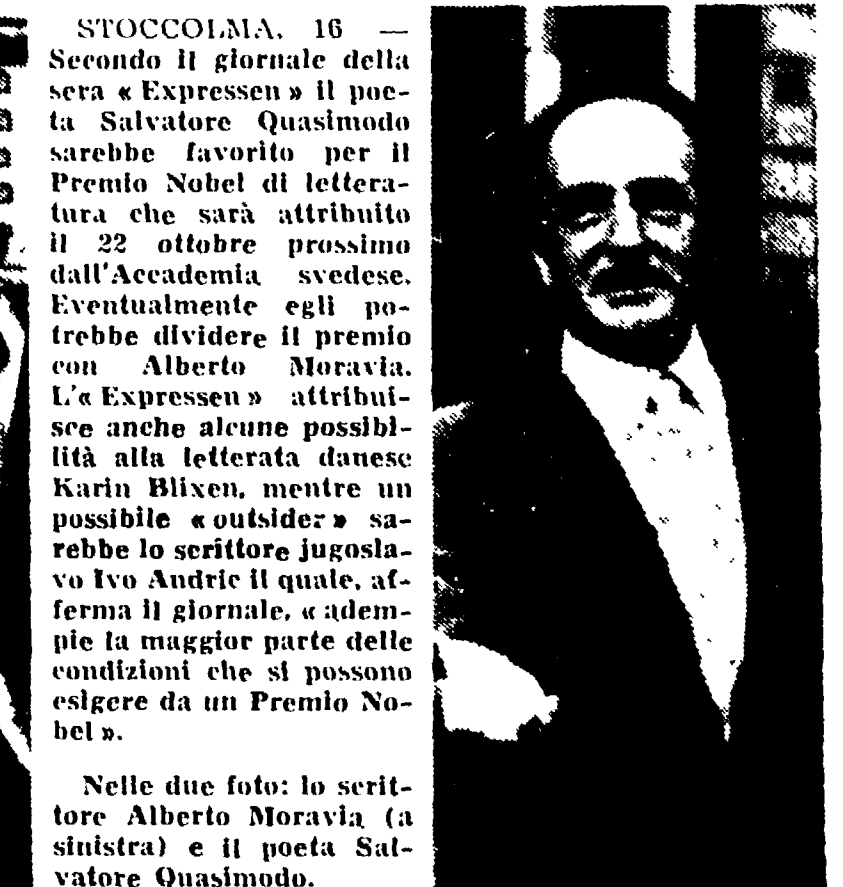 STOCCOLMA, 16 —
Secondo il giornale della
sera « Expressen » il poe-
ta Salvatore Quasimodo
sarebbe favorito per il
Premio Nobel di lettera-
tura che sarà attribuito
il 22 ottobre prossimo
dall'Accademia svedese.
Eventualmente egli po-
trebbe dividere il premio
con Alberto Moravia.
L'« Expressen » attribui-
sce anche alcune possibi-
lità alla letterata danese
Karin Blixen, mentre un
possibile « outsider » sa-
rebbe lo scrittore jugosla-
vo Ivo Andric il quale, af-
ferma il giornale, « adem-
pie la maggior parte delle
condizioni che si possono
esigere da un Premio No-
bel ».
Nelle due foto: lo scrit-
tore Alberto Moravia (a
sinistra) e il poeta Sal-
vatore Quasimodo.